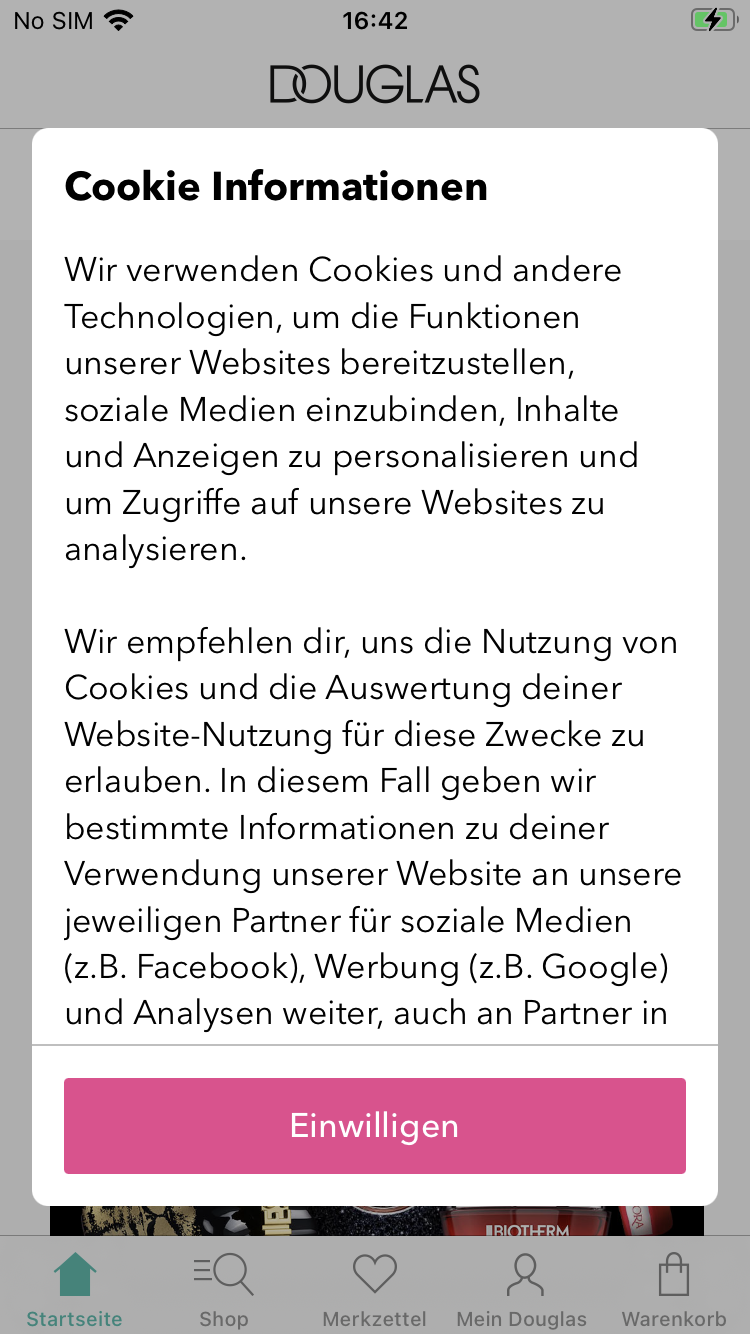 No SIM 16:42
DOUGLAS
Cookie Informationen
Wir verwenden Cookies und andere
Technologien, um die Funktionen
unserer Websites bereitzustellen,
soziale Medien einzubinden, Inhalte
und Anzeigen zu personalisieren und
um Zugriffe auf unsere Websites zu
analysieren.
Wir empfehlen dir, uns die Nutzung von
Cookies und die Auswertung deiner
Website-Nutzung für diese Zwecke zu
erlauben. In diesem Fall geben wir
bestimmte Informationen zu deiner
Verwendung unserer Website an unsere
jeweiligen Partner für soziale Medien
(z.B. Facebook), Werbung (z.B. Google)
und Analysen weiter, auch an Partner in
Einwilligen
BIOTHERM
Startseite Shop Merkzettel Mein Douglas Warenkorb